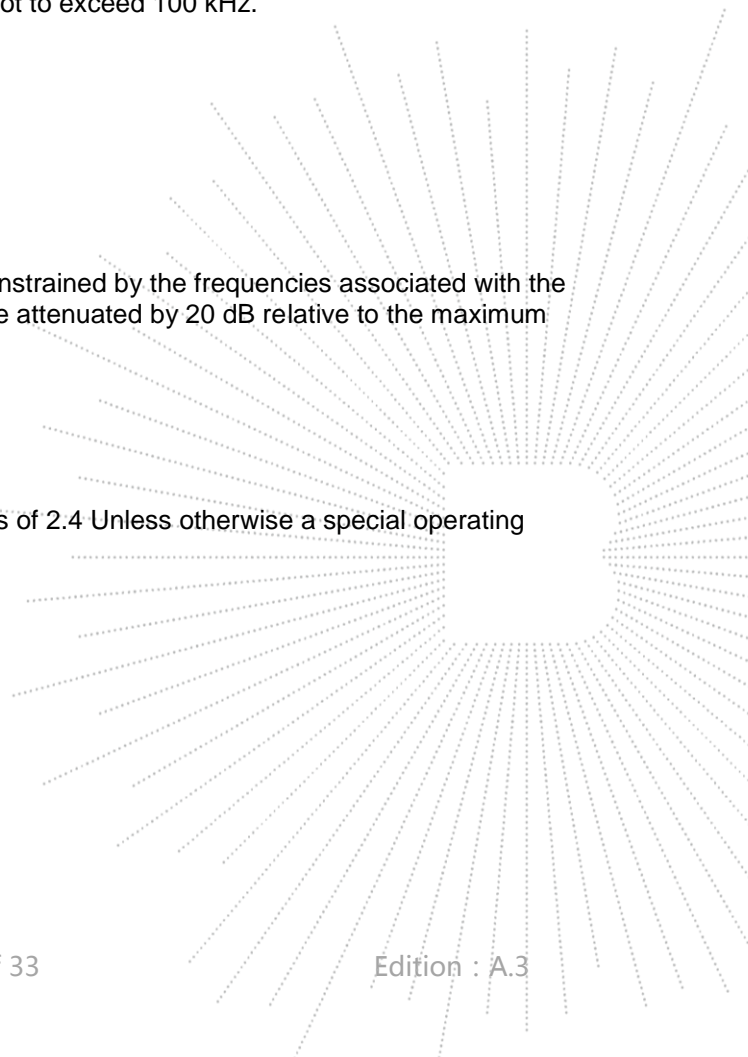 ot to exceed 100 kHz.
nstrained by the frequencies associated with the
e attenuated by 20 dB relative to the maximum
s of 2.4 Unless otherwise a special operating
33
Edition：A.3